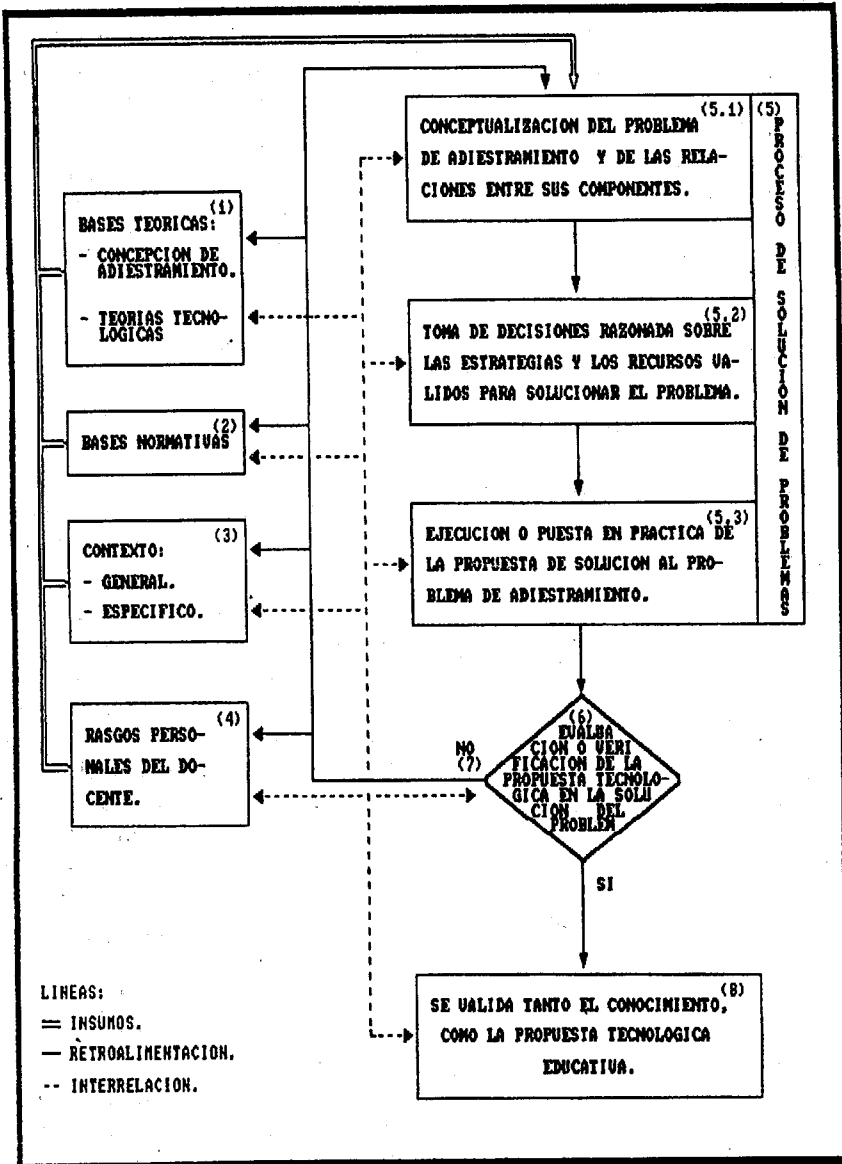 (5.1)
CONCEPTUALIZACION DEL PROBLEMA
DE ADIESTRAMIENTO Y DE LAS RELA-
CIONES ENTRE SUS COMPONENTES.
(5)
PROCESO DE SOLUCION DE PROBLEMAS
(1)
BASES TEORICAS:
- CONCEPCION DE
ADIESTRAMIENTO.
- TEORIAS TECNO-
LOGICAS
(5.2)
TOMA DE DECISIONES RAZONADA SOBRE
LAS ESTRATEGIAS Y LOS RECURSOS VA-
LIDOS PARA SOLUCIONAR EL PROBLEMA.
(2)
BASES NORMATIVAS
(5.3)
EJECUCION O PUESTA EN PRACTICA DE
LA PROPUESTA DE SOLUCION AL PRO-
BLEMA DE ADIESTRAMIENTO.
(3)
CONTEXTO:
- GENERAL.
- ESPECIFICO.
(4)
RASGOS PERSO-
NALES DEL DO-
CENTE.
NO
(7)
(6)
EVALUA
CION O VERI
FICACION DE LA
PROPUESTA TECNOLO-
GICA EN LA SOLU
CION DEL
PROBLEM
SI
(8)
SE VALIDA TANTO EL CONOCIMIENTO,
COMO LA PROPUESTA TECNOLOGICA
EDUCATIVA.
LINEAS:
= INSUMOS.
— RETROALIMENTACION.
-- INTERRELACION.